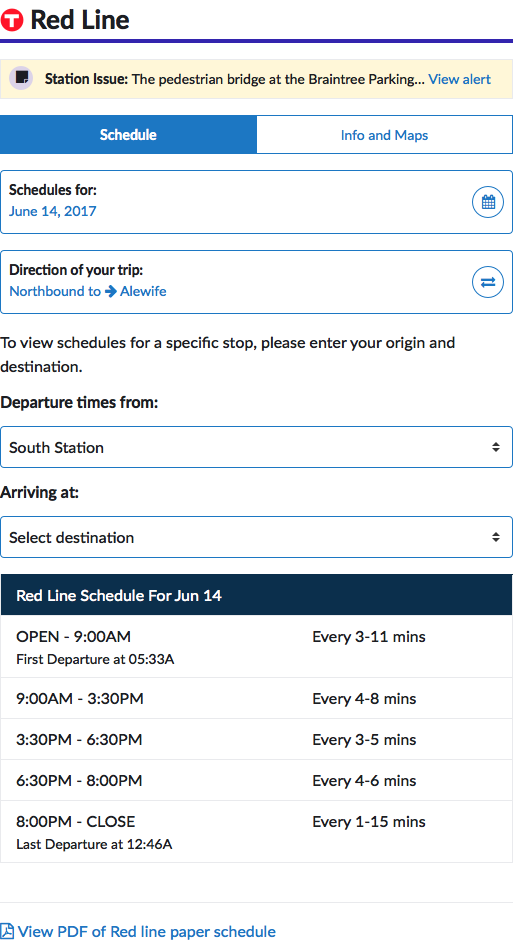 T Red Line
Station Issue: The pedestrian bridge at the Braintree Parking... View alert
Schedule
Info and Maps
Schedules for:
June 14, 2017
Direction of your trip:
Northbound to → Alewife
To view schedules for a specific stop, please enter your origin and
destination.
Departure times from:
South Station
Arriving at:
Select destination
Red Line Schedule For Jun 14
OPEN - 9:00AM Every 3-11 mins
First Departure at 05:33A
9:00AM - 3:30PM Every 4-8 mins
3:30PM - 6:30PM Every 3-5 mins
6:30PM - 8:00PM Every 4-6 mins
8:00PM - CLOSE Every 1-15 mins
Last Departure at 12:46A
View PDF of Red line paper schedule